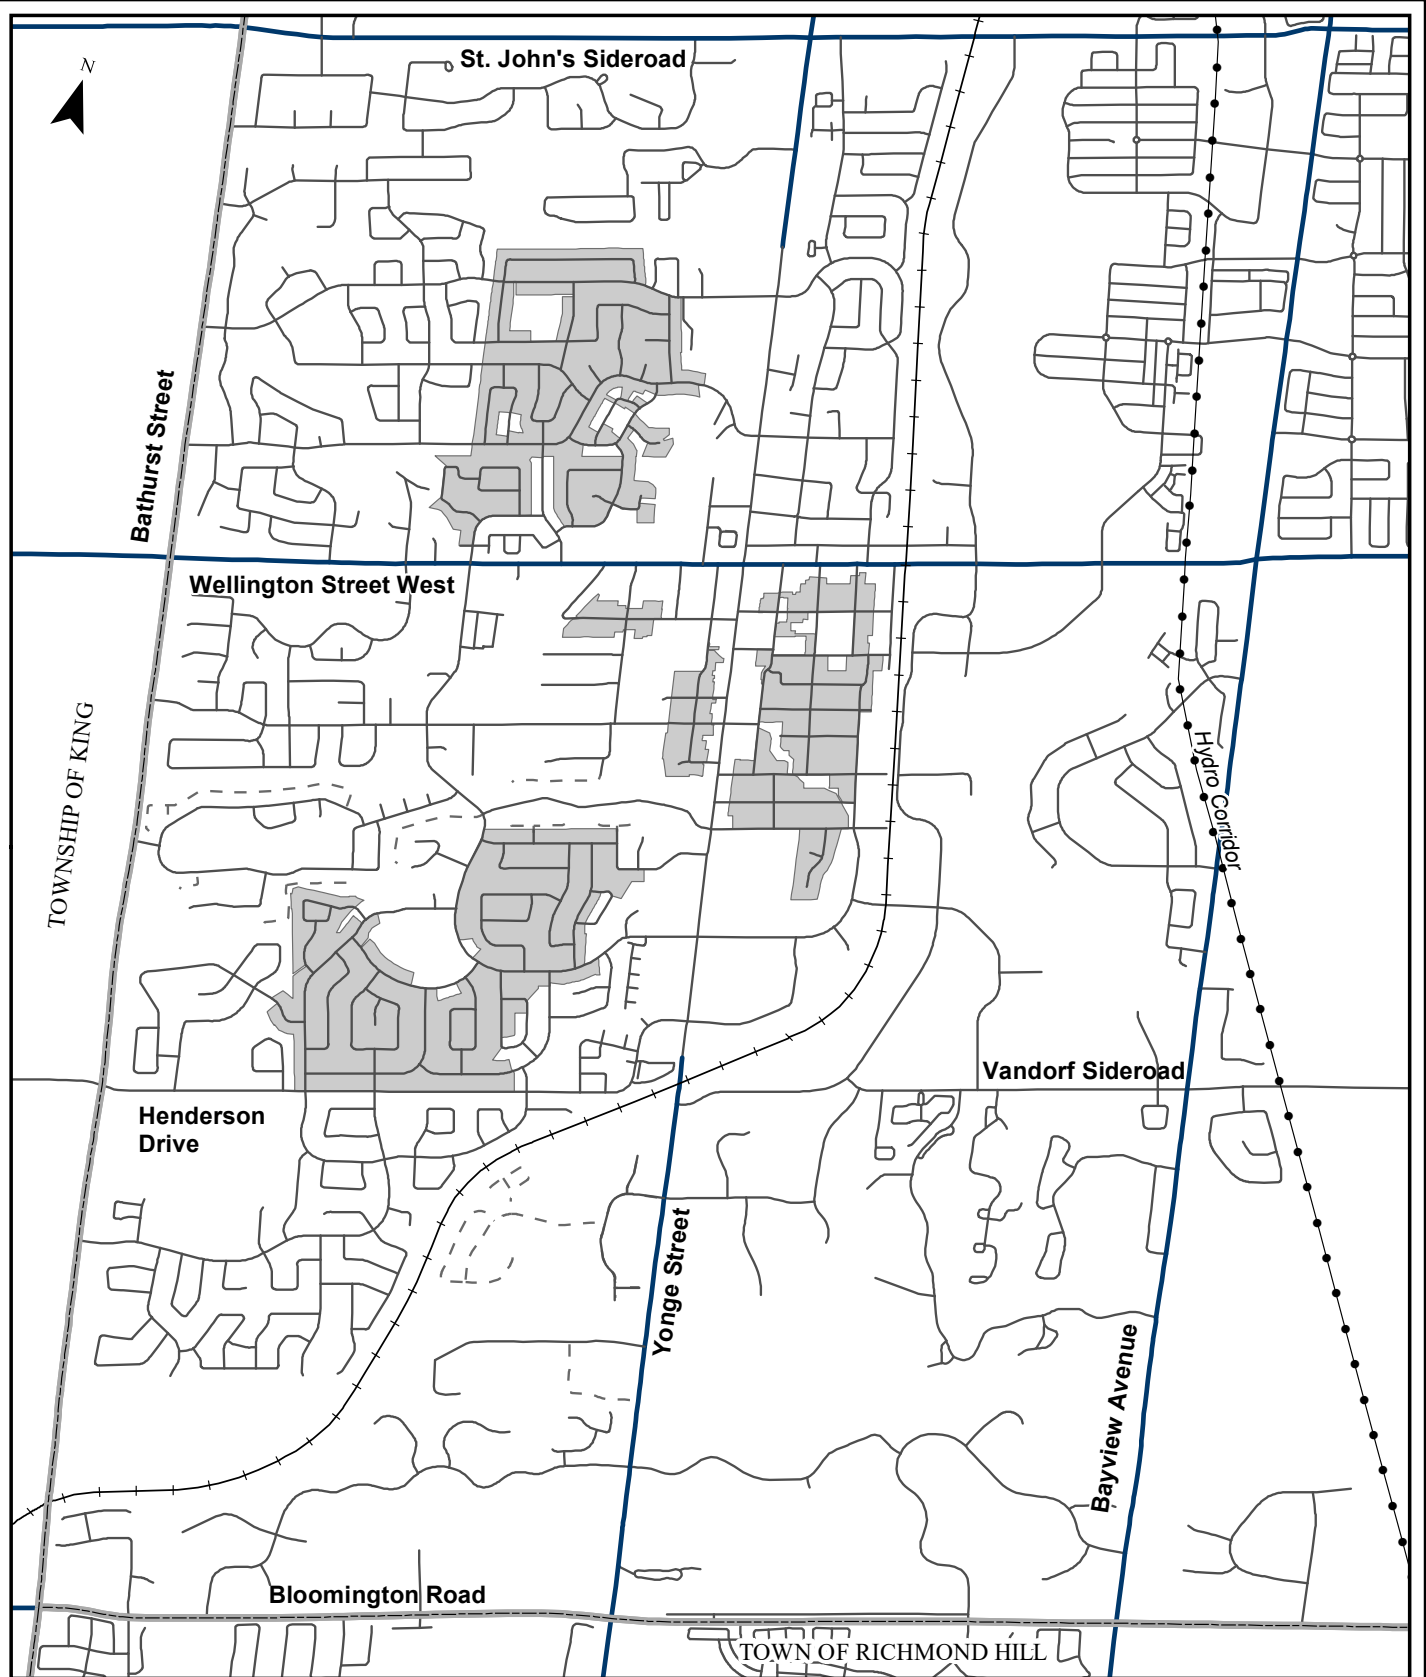 N
St. John's Sideroad
Bathurst Street
Wellington Street West
TOWNSHIP OF KING
Hydro Corridor
Vandorf Sideroad
Henderson
Drive
Yonge Street
Bayview Avenue
Bloomington Road
TOWN OF RICHMOND HILL